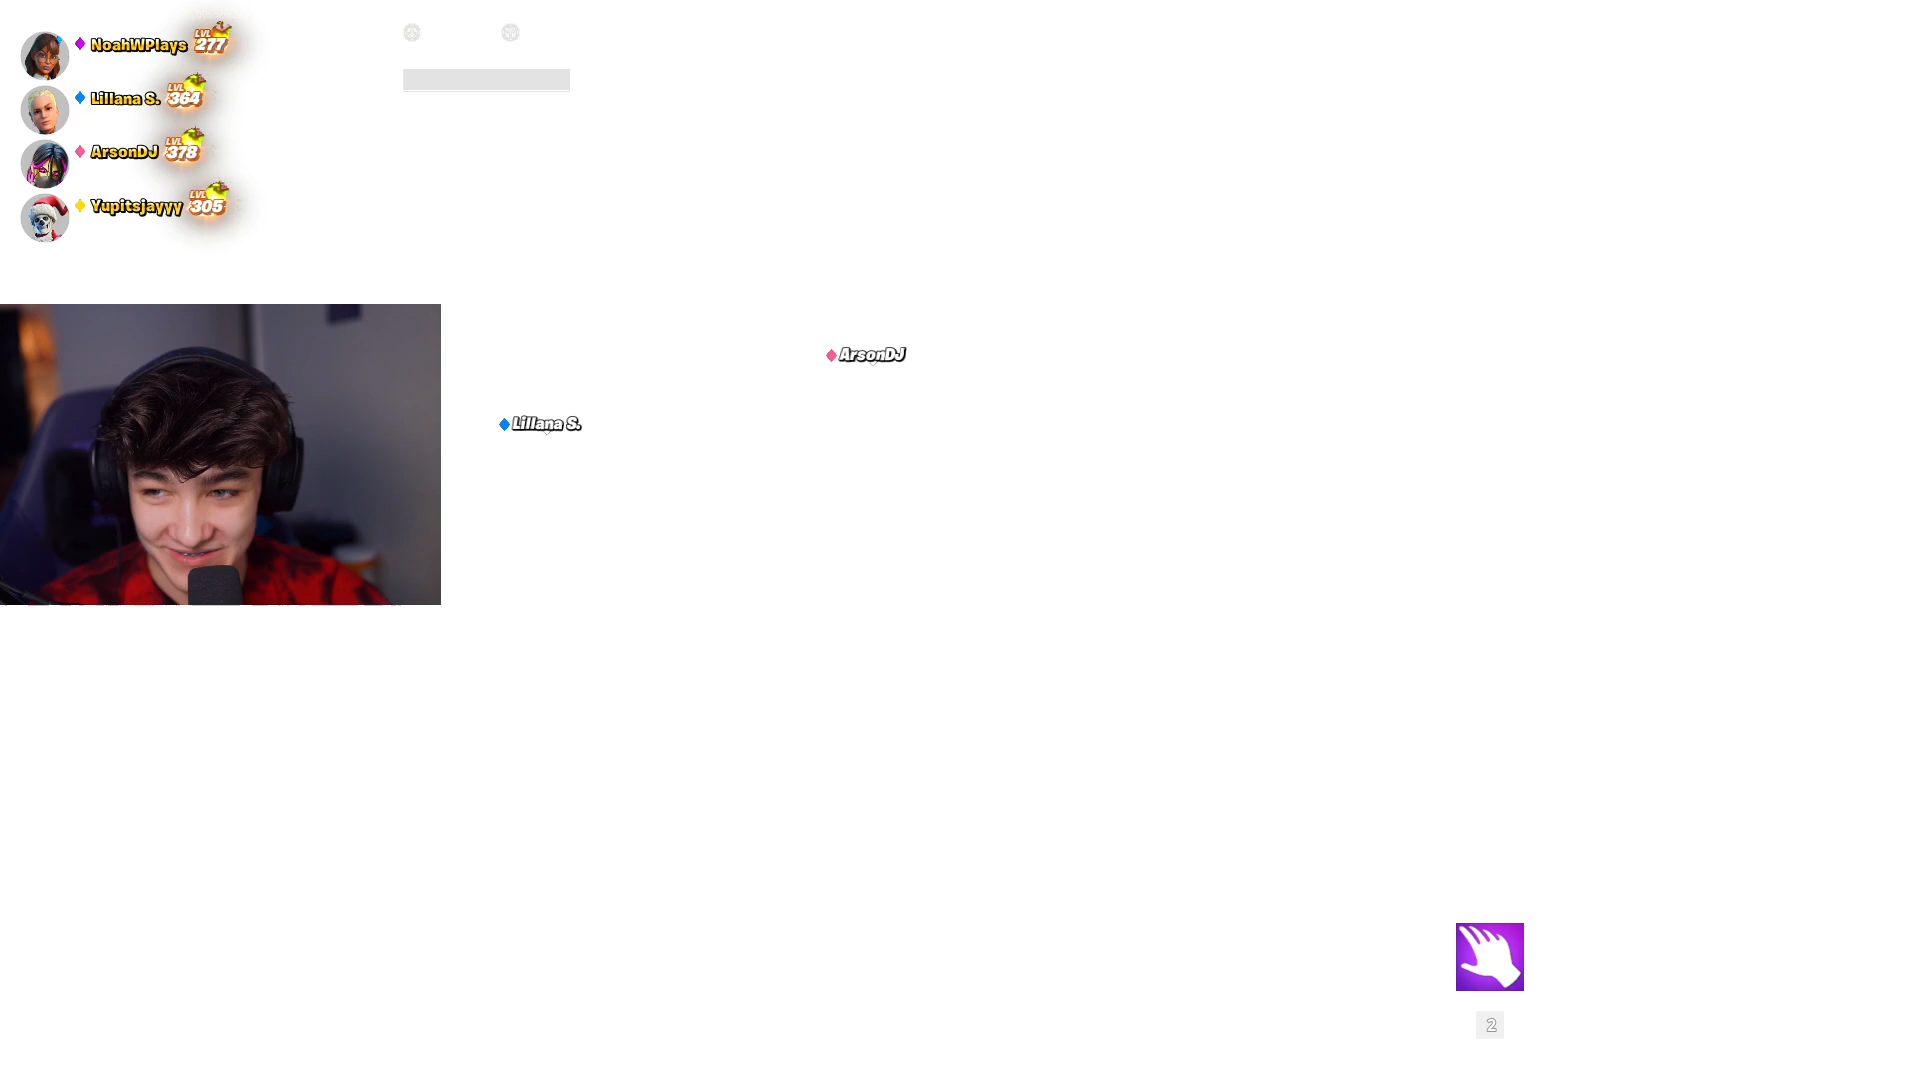 NoahWPlays LVL 277
Lillana S. LVL 364
ArsonDJ LVL 378
Yupitsjayyy LVL 305
ArsonDJ
Lillana S.
2